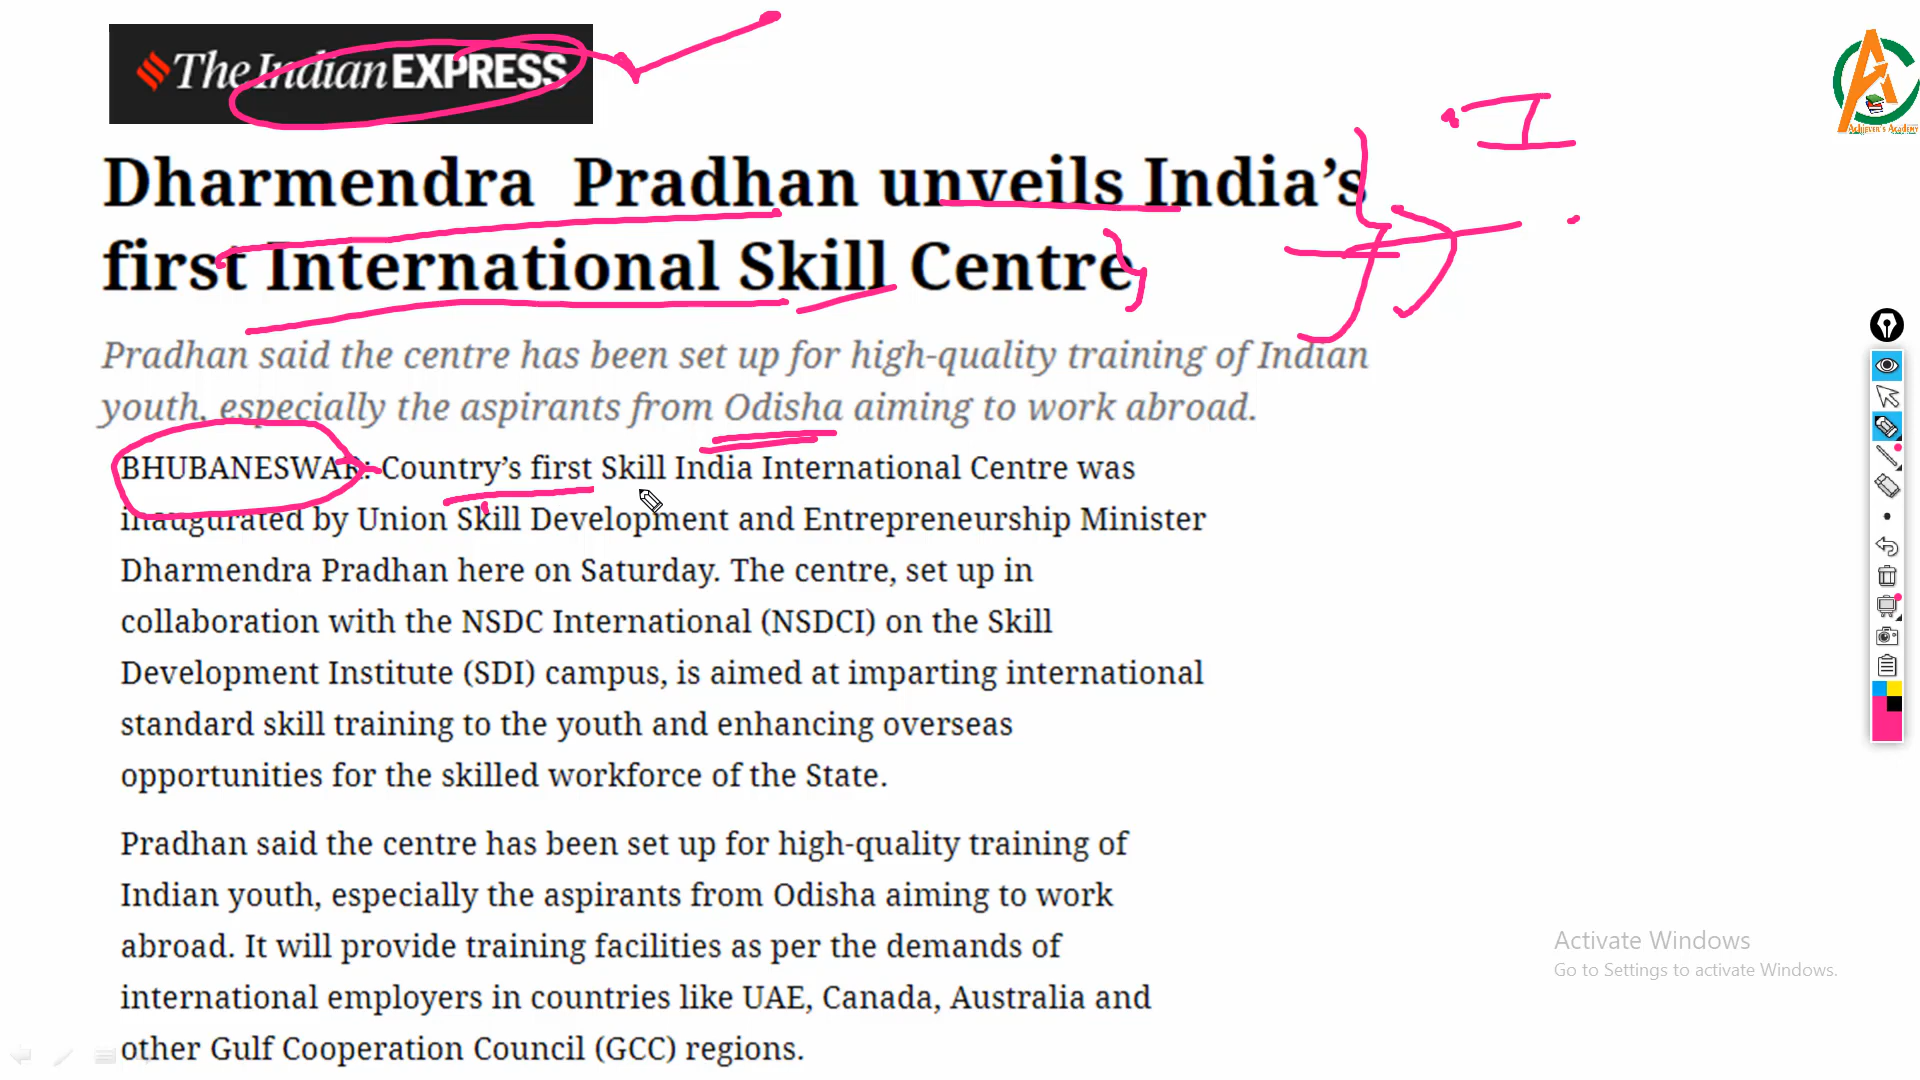 The Indian EXPRESS
Achiever's Academy
I
Dharmendra Pradhan unveils India's
first International Skill Centre
Pradhan said the centre has been set up for high-quality training of Indian
youth, especially the aspirants from Odisha aiming to work abroad.
BHUBANESWAR: Country's first Skill India International Centre was
inaugurated by Union Skill Development and Entrepreneurship Minister
Dharmendra Pradhan here on Saturday. The centre, set up in
collaboration with the NSDC International (NSDCI) on the Skill
Development Institute (SDI) campus, is aimed at imparting international
standard skill training to the youth and enhancing overseas
opportunities for the skilled workforce of the State.
Pradhan said the centre has been set up for high-quality training of
Indian youth, especially the aspirants from Odisha aiming to work
abroad. It will provide training facilities as per the demands of
international employers in countries like UAE, Canada, Australia and
other Gulf Cooperation Council (GCC) regions.
Activate Windows
Go to Settings to activate Windows.